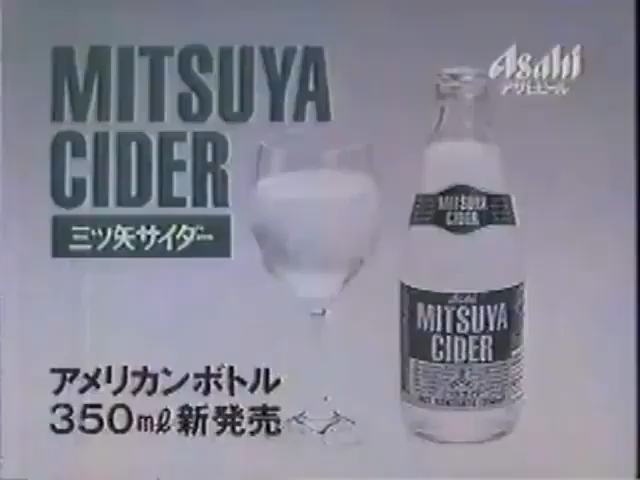 MITSUYA
CIDER
三ツ矢サイダー
Asahi
アサヒビール
MITSUYA
CIDER
Asahi
MITSUYA
CIDER
アメリカンボトル
350ml新発売